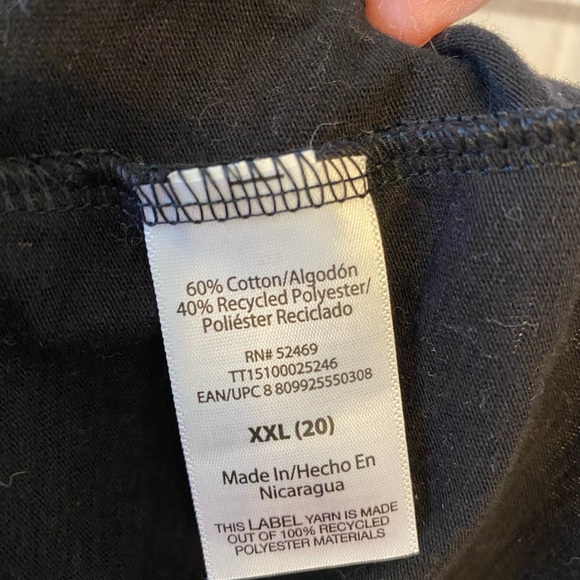 60% Cotton/Algodón
40% Recycled Polyester/
Poliéster Reciclado
RN# 52469
TT15100025246
EAN/UPC 8 809925550308
XXL (20)
Made In/Hecho En
Nicaragua
THIS LABEL YARN IS MADE
OUT OF 100% RECYCLED
POLYESTER MATERIALS